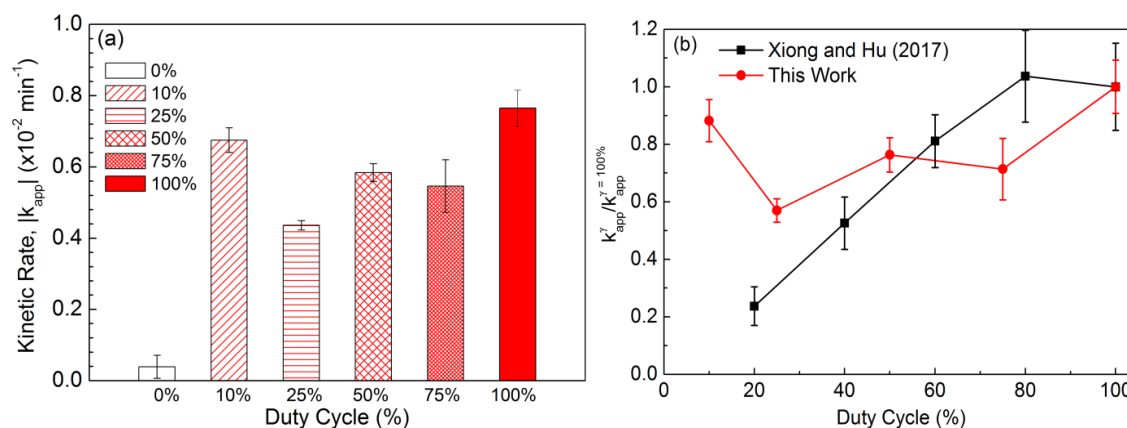 (a)
0%
10%
25%
50%
75%
100%
Kinetic Rate, |k_app| (x10⁻² min⁻¹)
1.0
0.8
0.6
0.4
0.2
0.0
0% 10% 25% 50% 75% 100%
Duty Cycle (%)
(b)
Xiong and Hu (2017)
This Work
k^γ_app/k^γ = 100%_app
1.2
1.0
0.8
0.6
0.4
0.2
0.0
20 40 60 80 100
Duty Cycle (%)